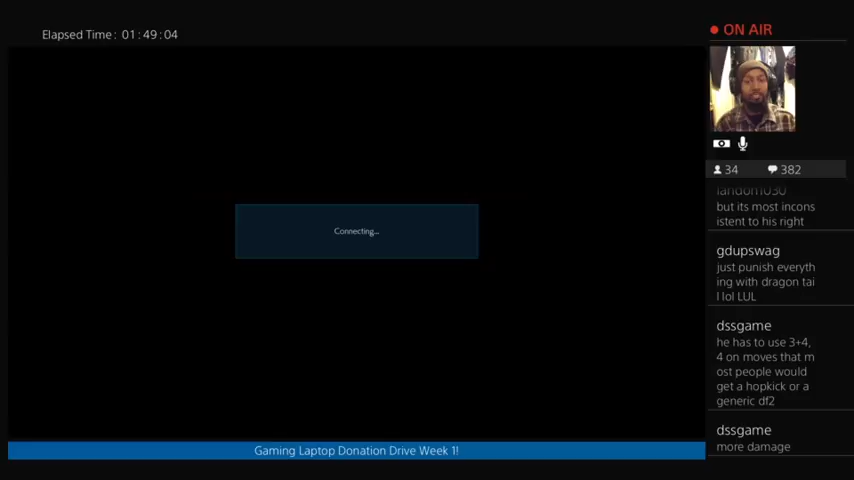 Elapsed Time: 01:49:04
ON AIR
34
382
landon1030
but its most incons
istent to his right
gdupswag
just punish everyth
ing with dragon tai
l lol LUL
dssgame
he has to use 3+4,
4 on moves that m
ost people would
get a hopkick or a
generic df2
dssgame
more damage
Connecting...
Gaming Laptop Donation Drive Week 1!